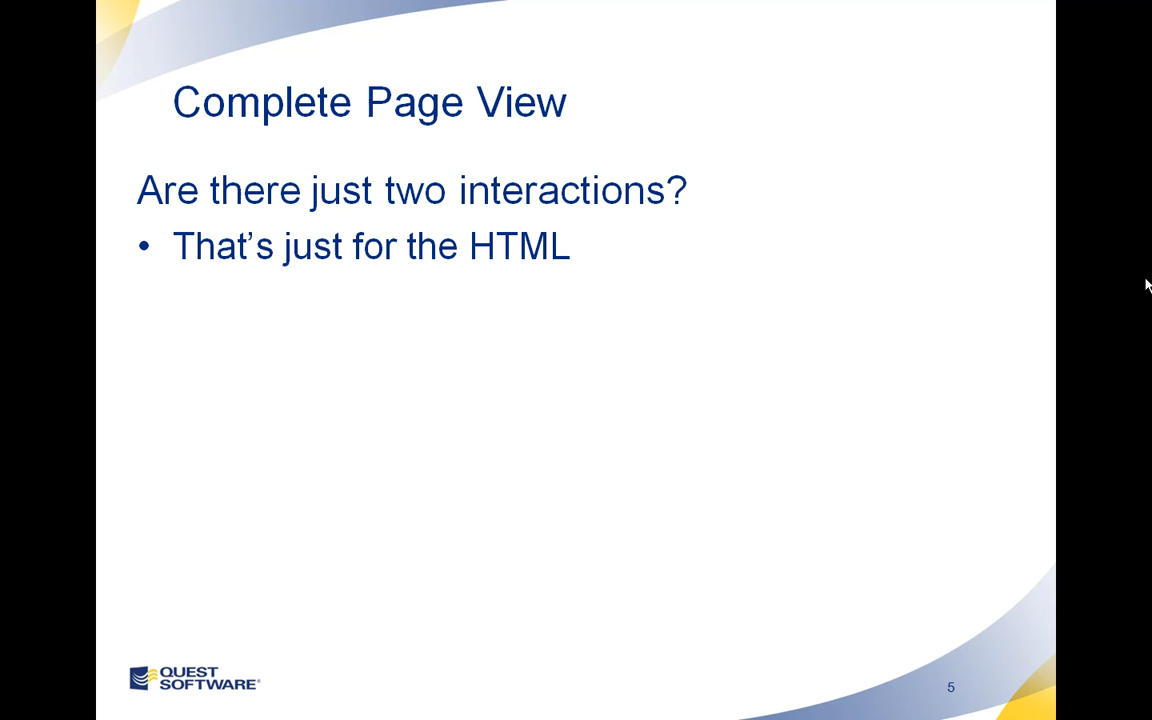 Complete Page View
Are there just two interactions?
• That’s just for the HTML
QUEST
SOFTWARE
5